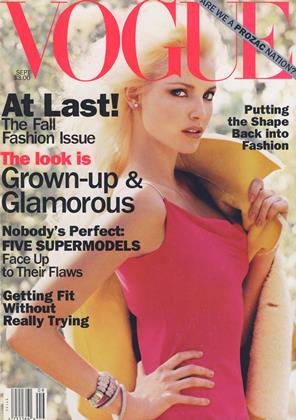 VOGUE
ARE WE A PROZAC NATION?
SEPT
$3.00
At Last!
The Fall
Fashion Issue
The look is
Grown-up &
Glamorous
Nobody's Perfect:
FIVE SUPERMODELS
Face Up
to Their Flaws
Getting Fit
Without
Really Trying
Putting
the Shape
Back into
Fashion